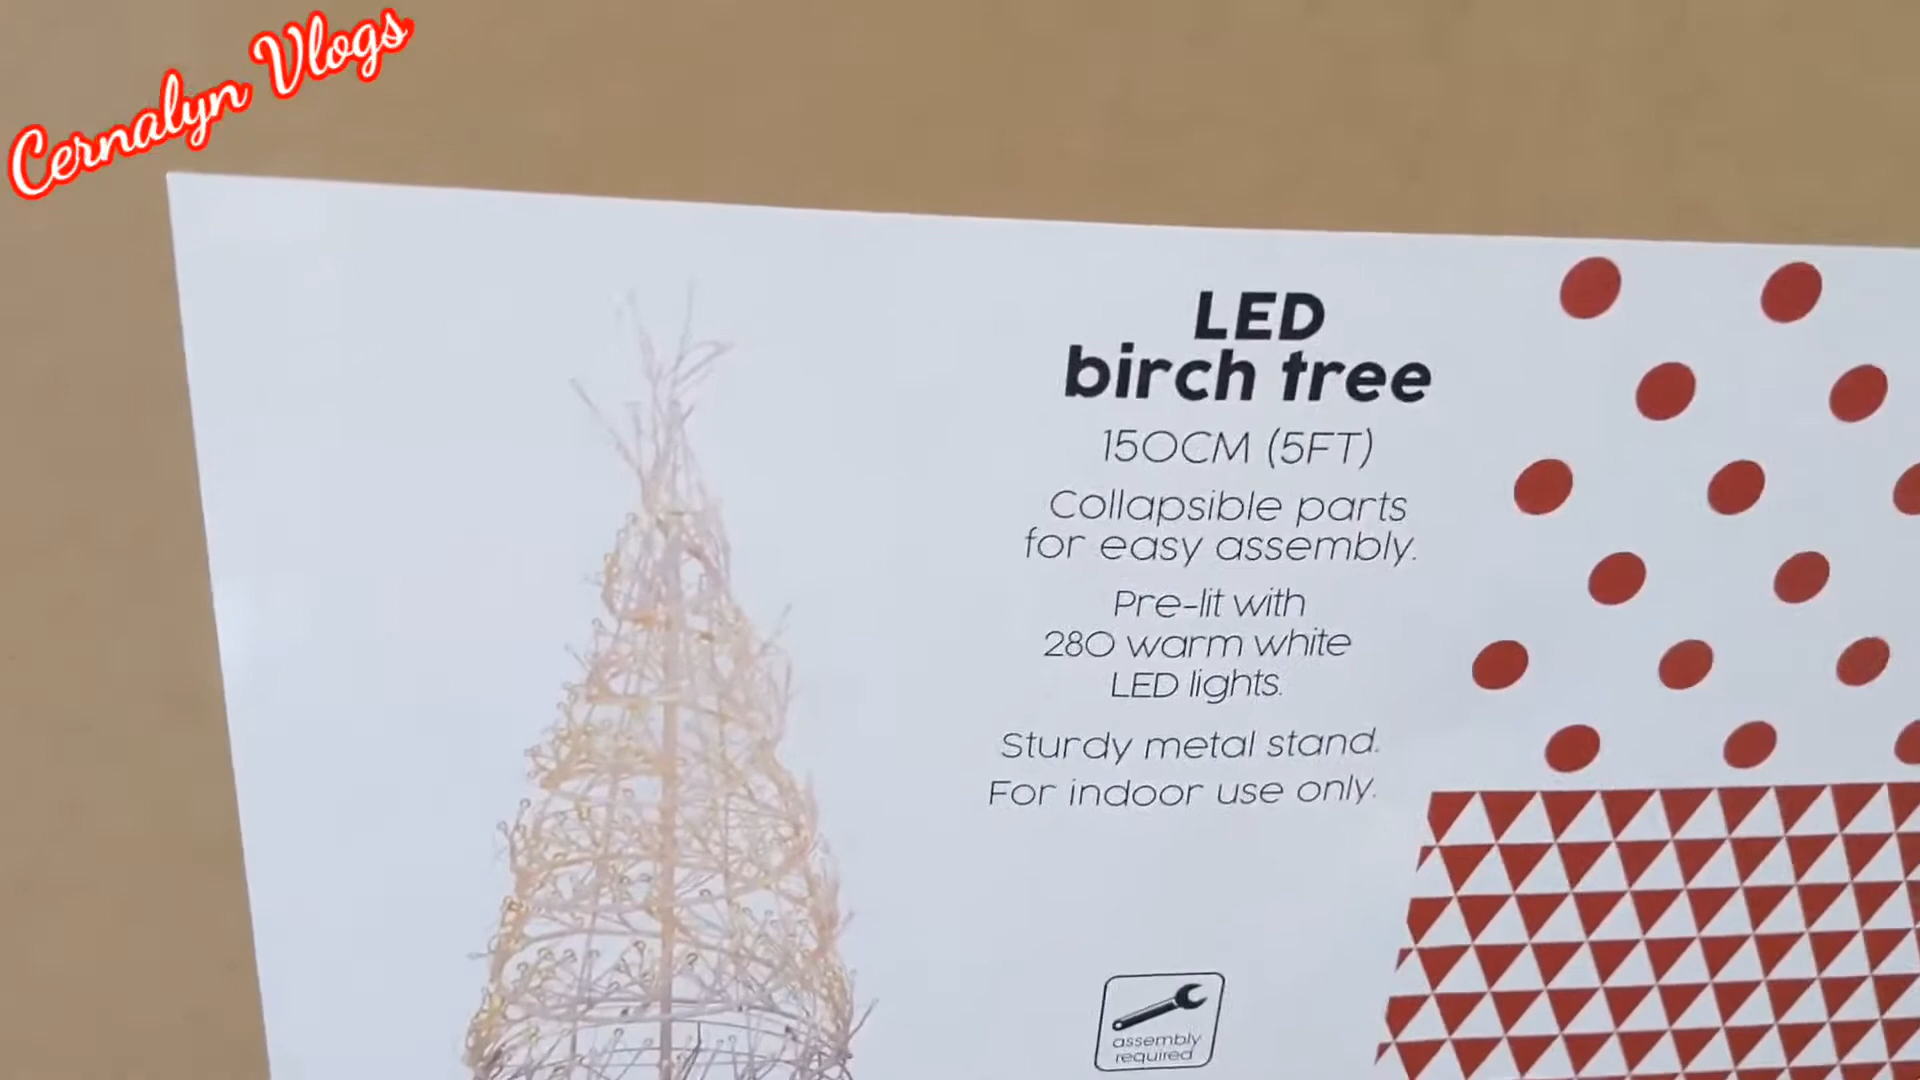 Cernalyn Vlogs
LED
birch tree
150CM (5FT)
Collapsible parts
for easy assembly.
Pre-lit with
280 warm white
LED lights.
Sturdy metal stand.
For indoor use only.
assembly
required